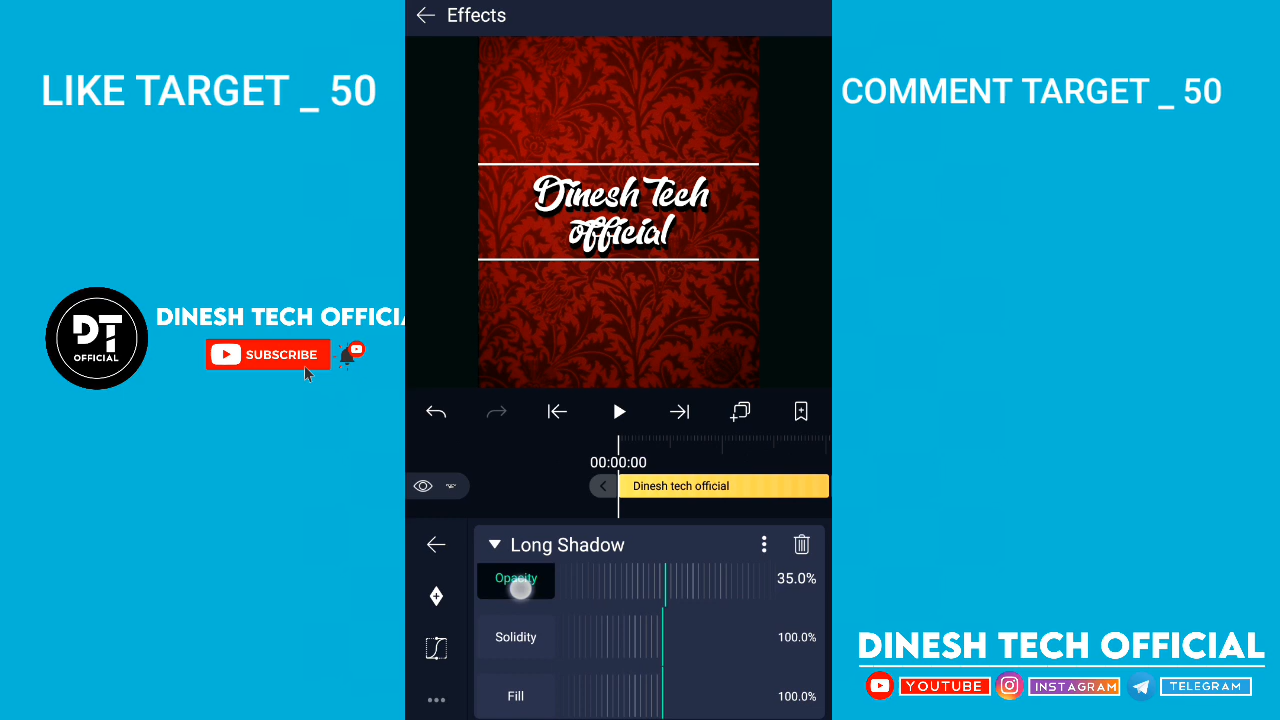 Effects
LIKE TARGET _ 50
COMMENT TARGET _ 50
Dinesh Tech
official
DT
OFFICIAL
DINESH TECH OFFICIA
SUBSCRIBE
00:00:00
Dinesh tech official
Long Shadow
Opacity
35.0%
Solidity
100.0%
Fill
100.0%
DINESH TECH OFFICIAL
YOUTUBE
INSTAGRAM
TELEGRAM